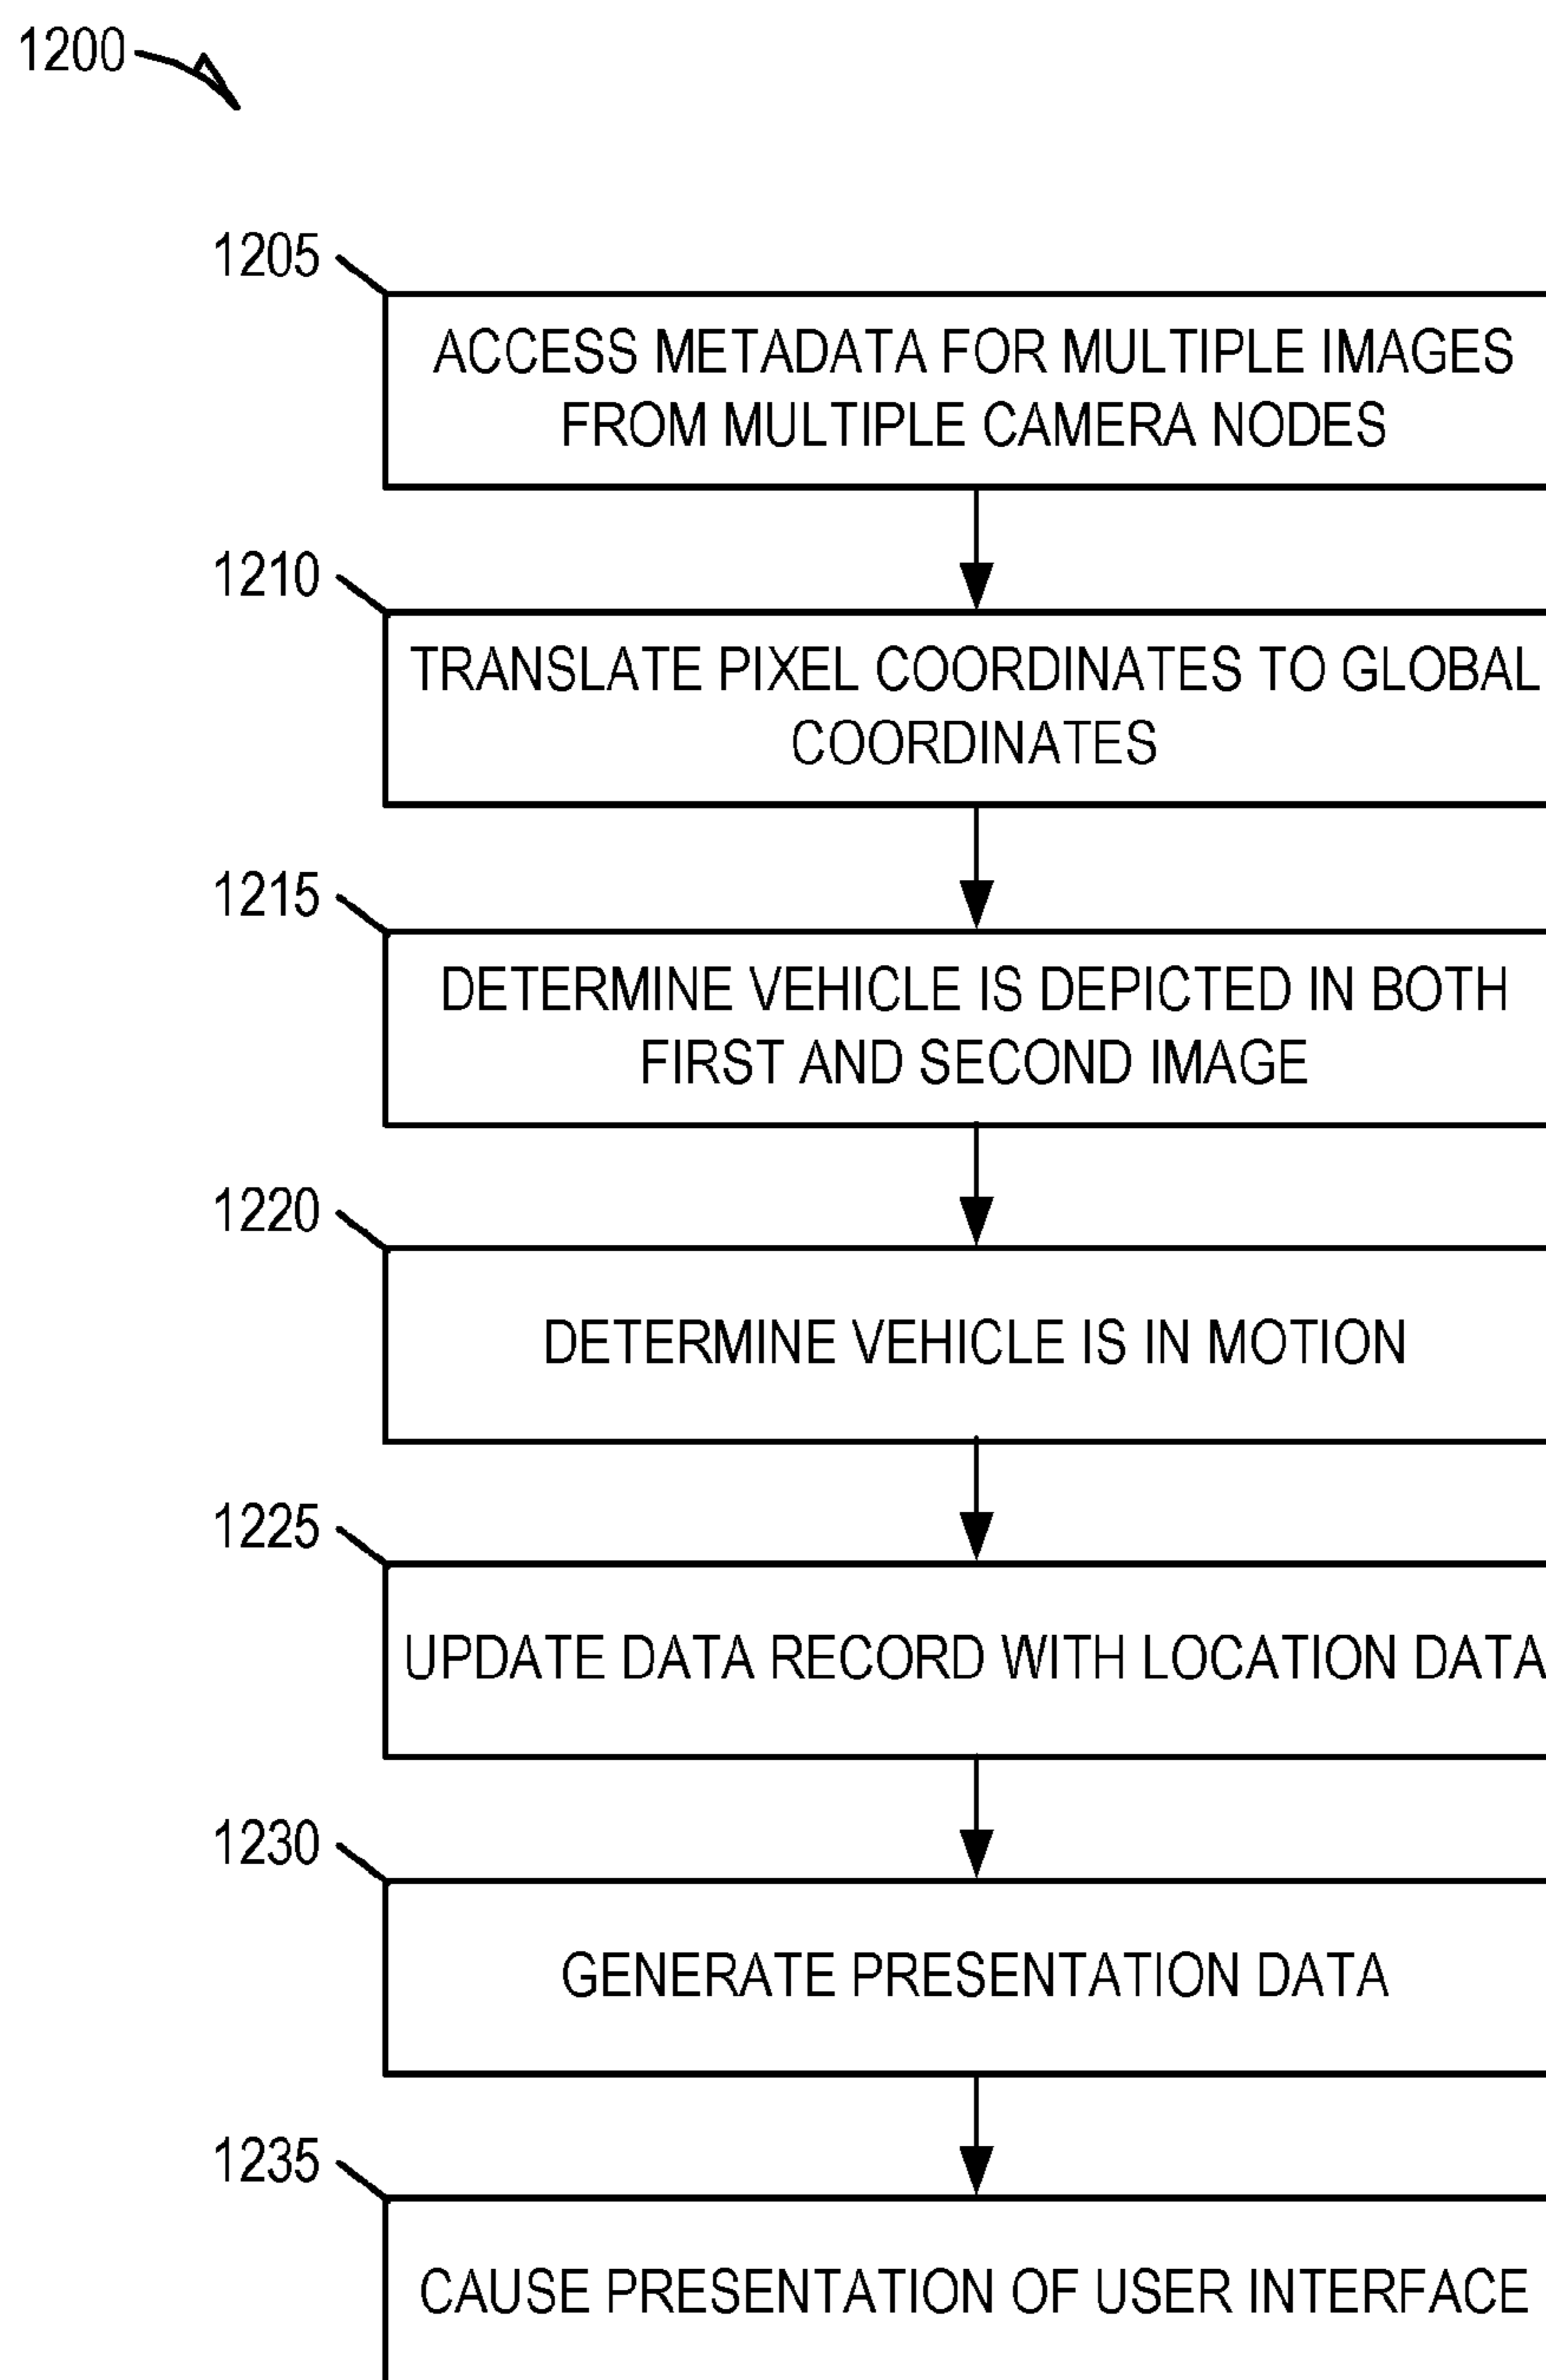 1200
1205
ACCESS METADATA FOR MULTIPLE IMAGES
FROM MULTIPLE CAMERA NODES
1210
TRANSLATE PIXEL COORDINATES TO GLOBAL
COORDINATES
1215
DETERMINE VEHICLE IS DEPICTED IN BOTH
FIRST AND SECOND IMAGE
1220
DETERMINE VEHICLE IS IN MOTION
1225
UPDATE DATA RECORD WITH LOCATION DATA
1230
GENERATE PRESENTATION DATA
1235
CAUSE PRESENTATION OF USER INTERFACE